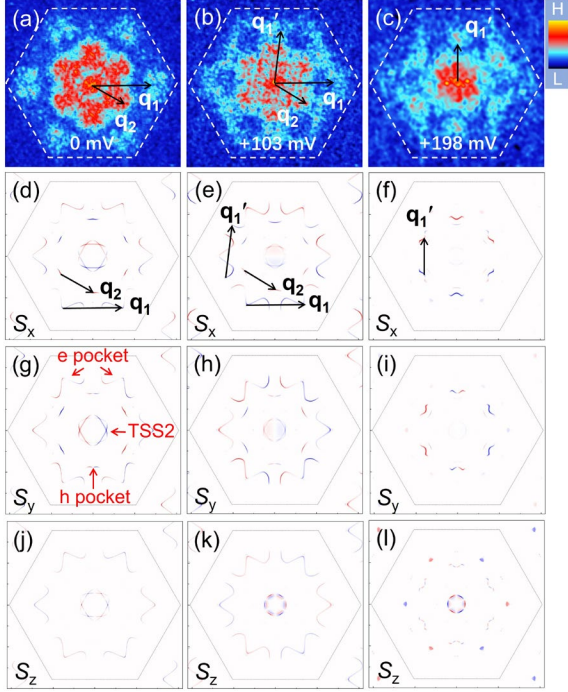 (a)
(b)
(c)
H
L
q₁′
q₁′
q₁
q₂
q₁
q₂
0 mV
+103 mV
+198 mV
(d)
(e)
(f)
q₁′
q₁′
q₂
q₁
q₂
q₁
Sx
Sx
Sx
(g)
(h)
(i)
e pocket
TSS2
h pocket
Sy
Sy
Sy
(j)
(k)
(l)
Sz
Sz
Sz